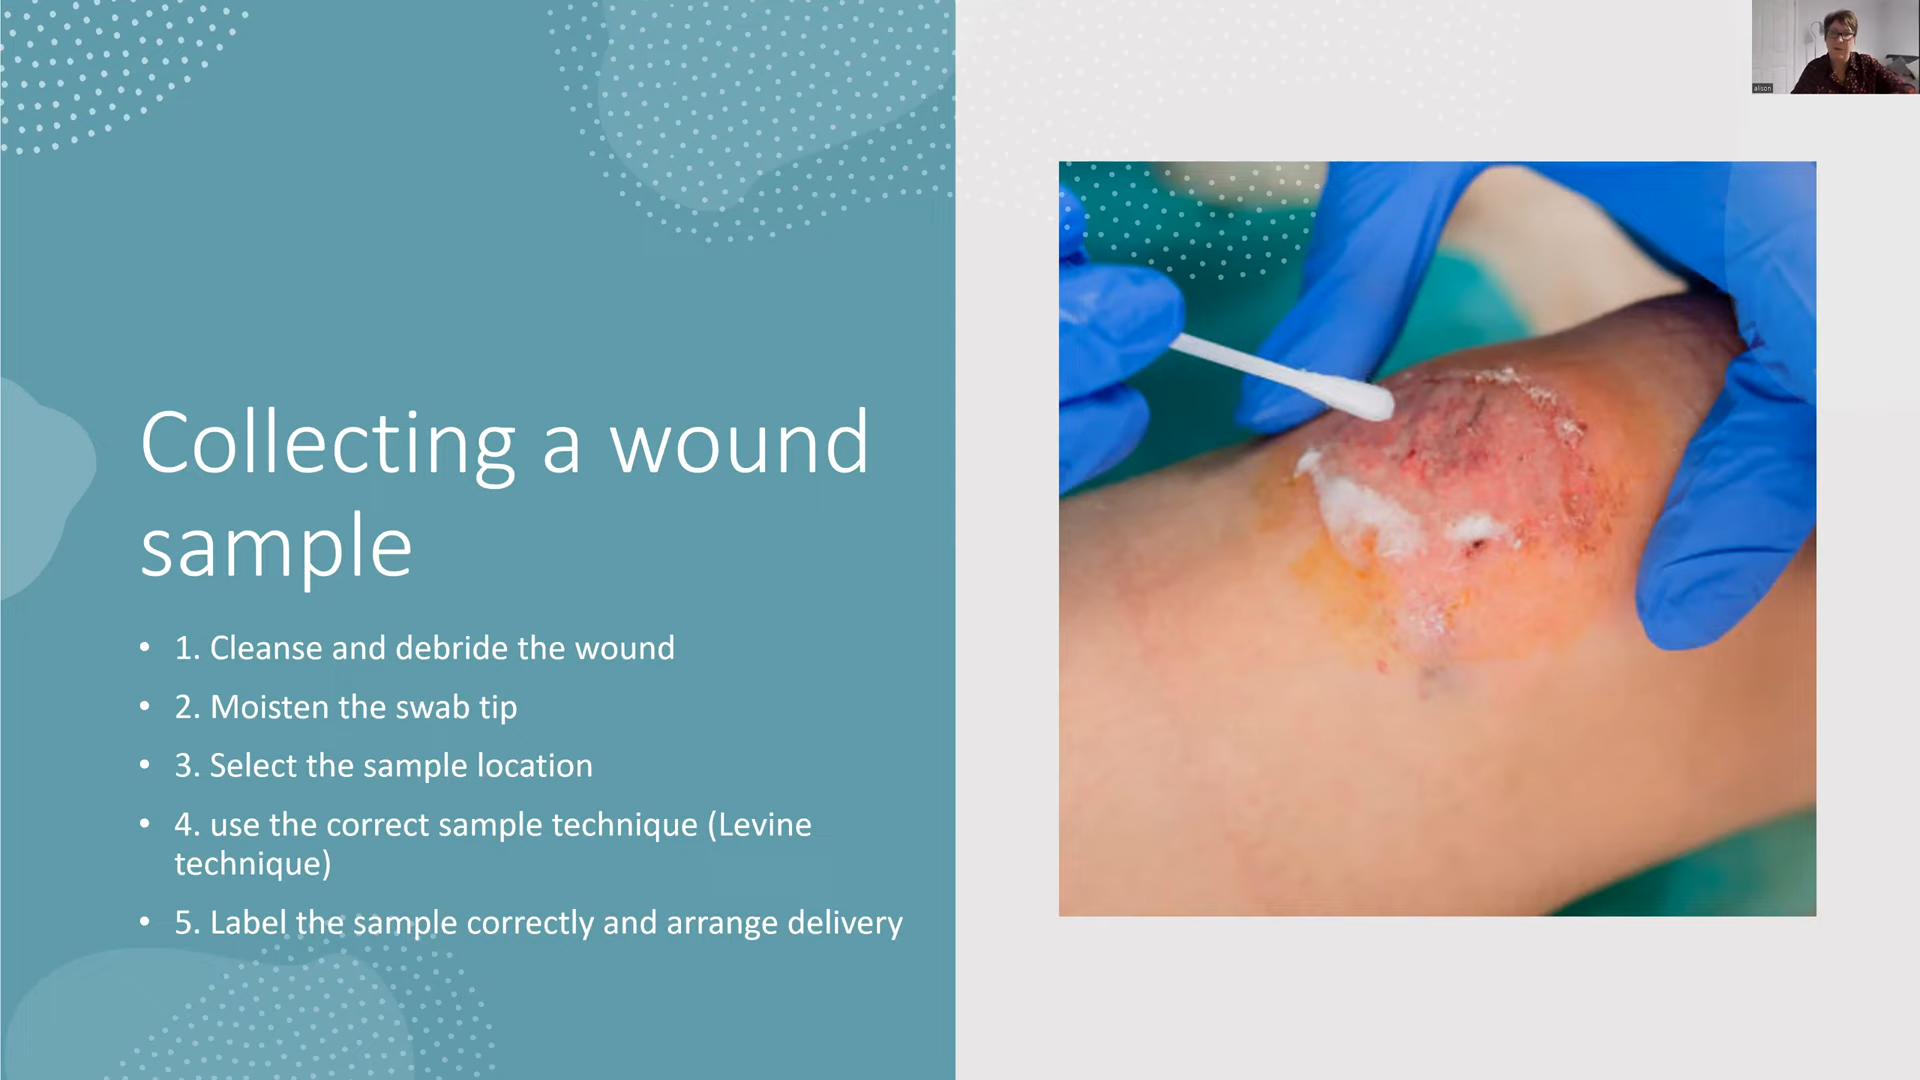 alison
Collecting a wound
sample
• 1. Cleanse and debride the wound
• 2. Moisten the swab tip
• 3. Select the sample location
• 4. use the correct sample technique (Levine
technique)
• 5. Label the sample correctly and arrange delivery